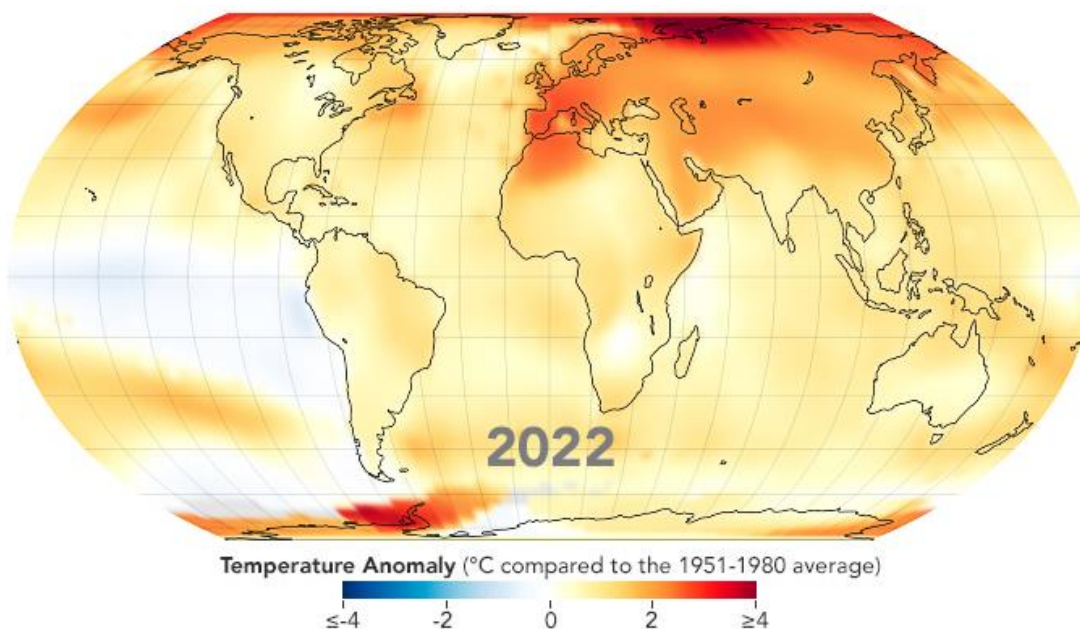 2022
Temperature Anomaly (°C compared to the 1951-1980 average)
≤-4 -2 0 2 ≥4